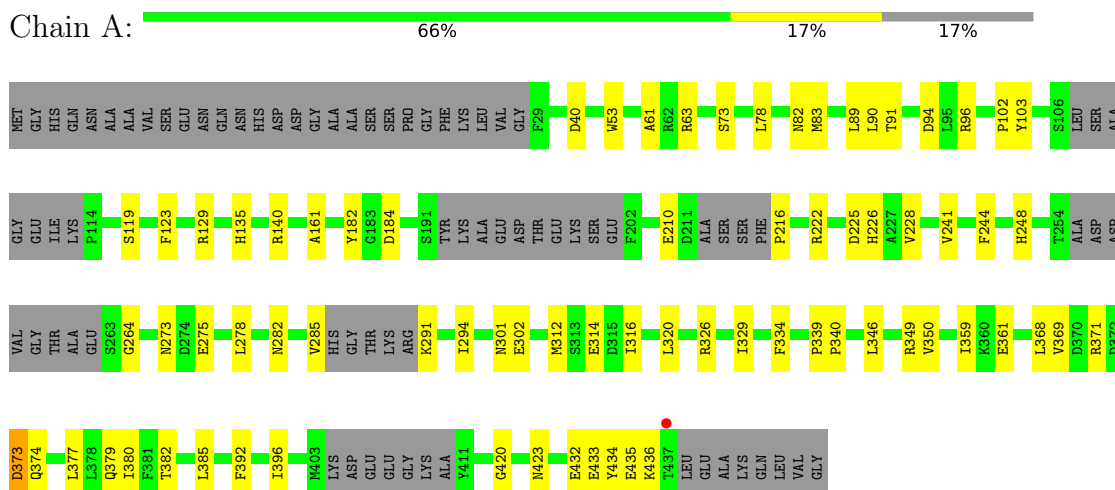 Chain A:
66% 17% 17%
MET GLY HIS GLN ASN ALA ALA VAL SER GLU ASN GLN ASN HIS ASP ASP GLY ALA ALA SER SER PRO GLY PHE LYS LEU VAL GLY F29 D40 W53 A61 R62 R63 S73 L78 N82 M83 L89 L90 T91 D94 L95 R96 P102 Y103 S106 LEU SER ALA
GLY GLU ILE LYS P114 S119 F123 R129 H135 R140 A161 Y182 G183 D184 S191 TYR LYS ALA GLU ASP THR GLU LYS SER GLU F202 E210 D211 ALA SER SER PHE P216 R222 D225 H226 A227 V228 V241 F244 H248 T254 ALA ASP ASP
VAL GLY THR ALA GLU S263 G264 N273 D274 E275 L278 N282 V285 HIS GLY THR LYS ARG K291 I294 N301 E302 M312 S313 E314 D315 I316 L320 R326 I329 F334 P339 P340 L346 R349 V350 I359 K360 E361 L368 V369 D370 R371 D372
D373 Q374 L377 L378 Q379 I380 F381 T382 L385 F392 I396 M403 LYS ASP GLU GLU GLY LYS ALA Y411 G420 N423 E432 E433 Y434 E435 K436 T437 LEU GLU ALA LYS GLN LEU VAL GLY